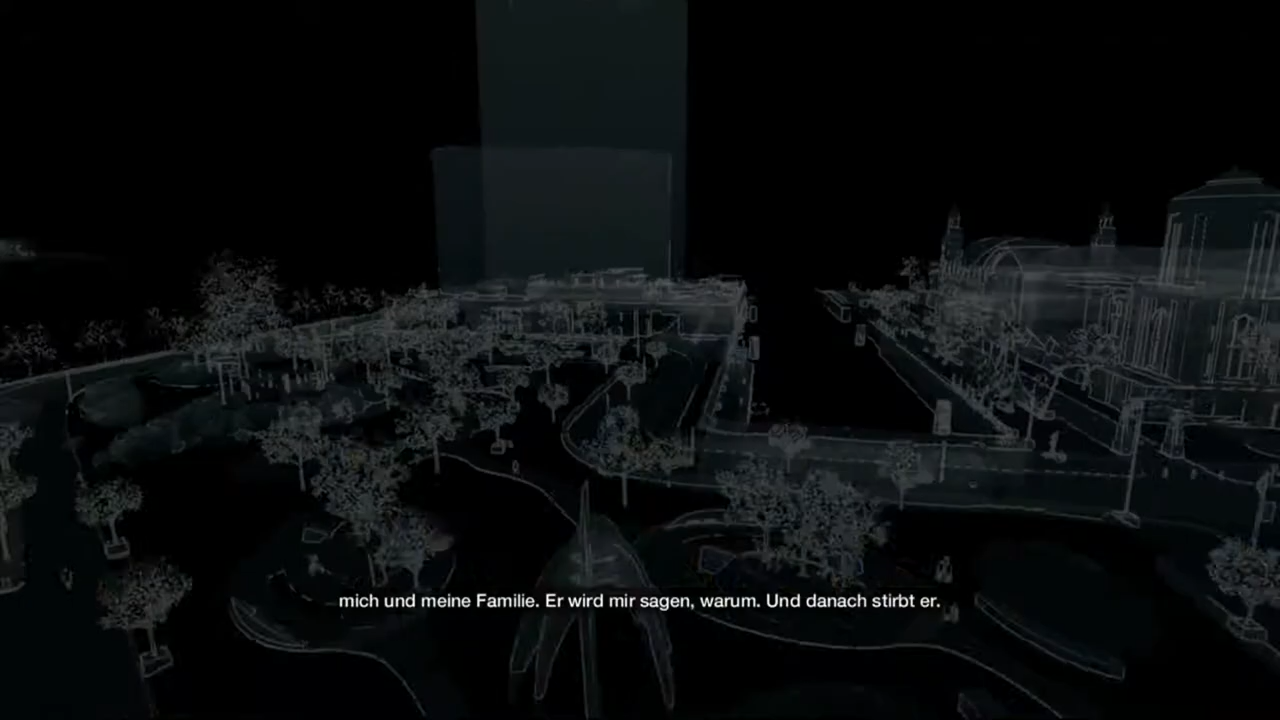 mich und meine Familie. Er wird mir sagen, warum. Und danach stirbt er.